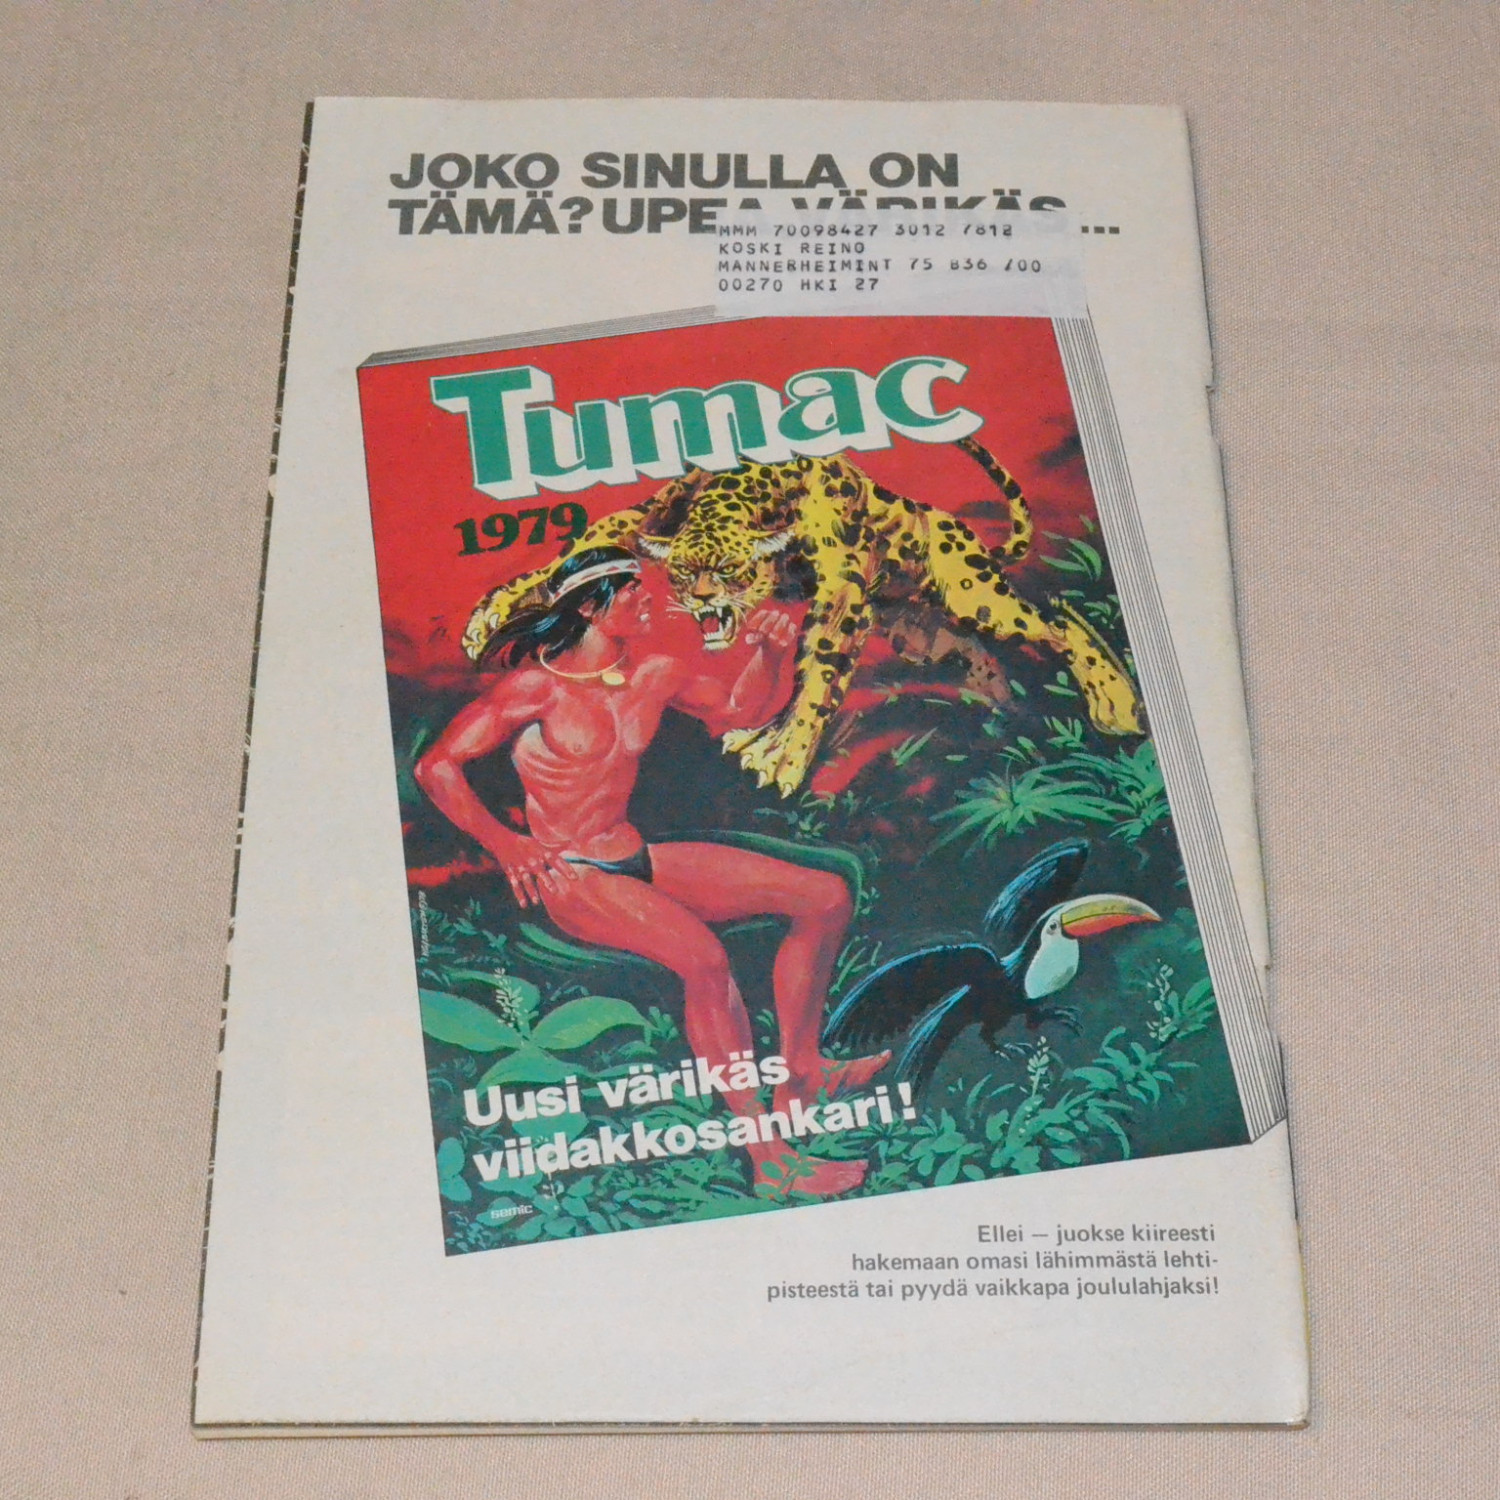 JOKO SINULLA ON
TÄMÄ? UPEA VÄRIKÄS ...
MMM 70098427 3012 7812
KOSKI REINO
MANNERHEIMINT 75 B36 /00
00270 HKI 27
Tumac
1979
Uusi värikäs
viidakkosankari!
semic
Ellei — juokse kiireesti
hakemaan omasi lähimmästä lehti-
pisteestä tai pyydä vaikkapa joululahjaksi!